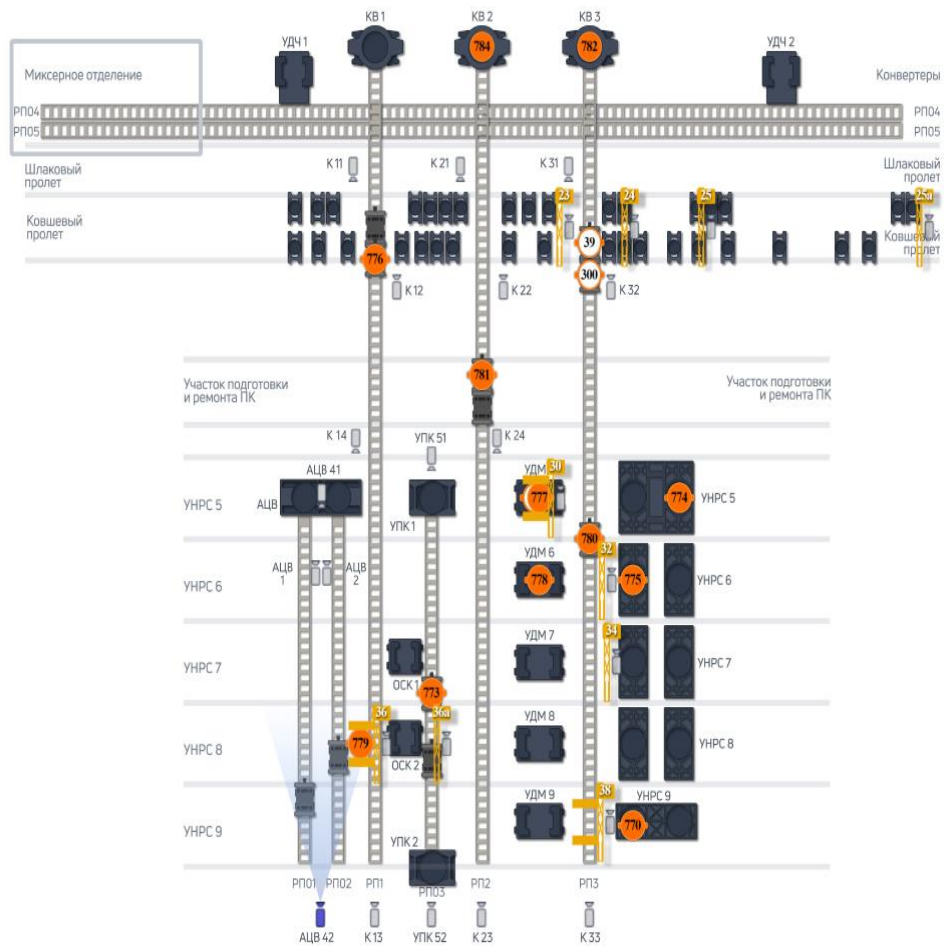 КВ 1
КВ 2
КВ 3
784
782
УДЧ 1
УДЧ 2
Миксерное отделение
Конвертеры
РП04
РП04
РП05
РП05
К 11
К 21
К 31
Шлаковый
пролет
Шлаковый
пролет
23
24
25
25а
Ковшевый
пролет
Ковшевый
пролет
39
776
300
К 12
К 22
К 32
781
Участок подготовки
и ремонта ПК
Участок подготовки
и ремонта ПК
К 14
УПК 51
К 24
АЦВ 41
УДМ
30
УНРС 5
АЦВ
777
774
УНРС 5
УПК 1
780
32
АЦВ
1
АЦВ
2
УДМ 6
УНРС 6
778
775
УНРС 6
34
УДМ 7
УНРС 7
УНРС 7
ОСК 1
773
36
36а
УДМ 8
УНРС 8
779
УНРС 8
ОСК 2
38
УДМ 9
УНРС 9
770
УНРС 9
УПК 2
РП01
РП02
РП1
РП03
РП2
РП3
АЦВ 42
К 13
УПК 52
К 23
К 33